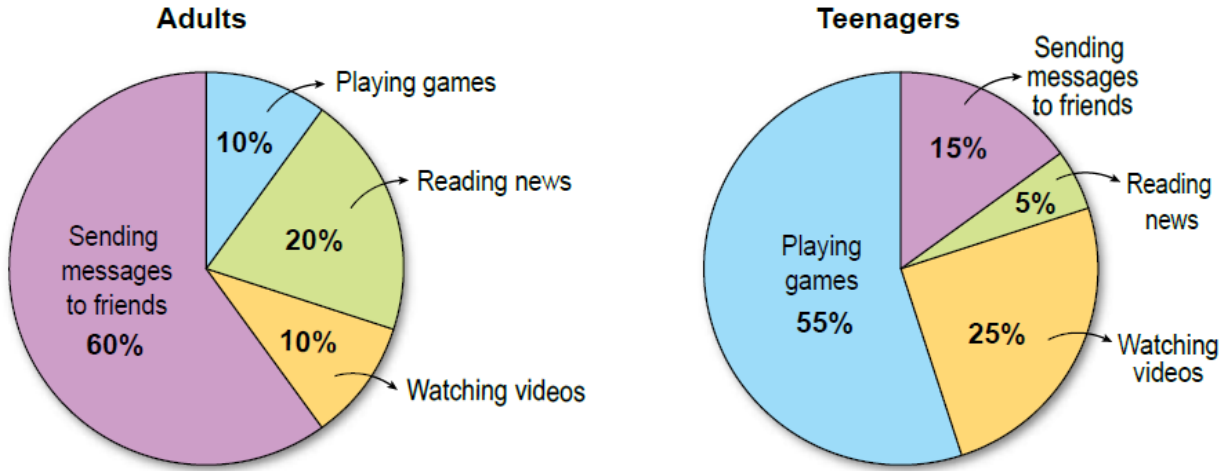 Adults
Playing games
10%
Reading news
20%
Sending
messages
to friends
60%
10%
Watching videos
Teenagers
Sending
messages
to friends
15%
Reading
news
5%
Playing
games
55%
25%
Watching
videos